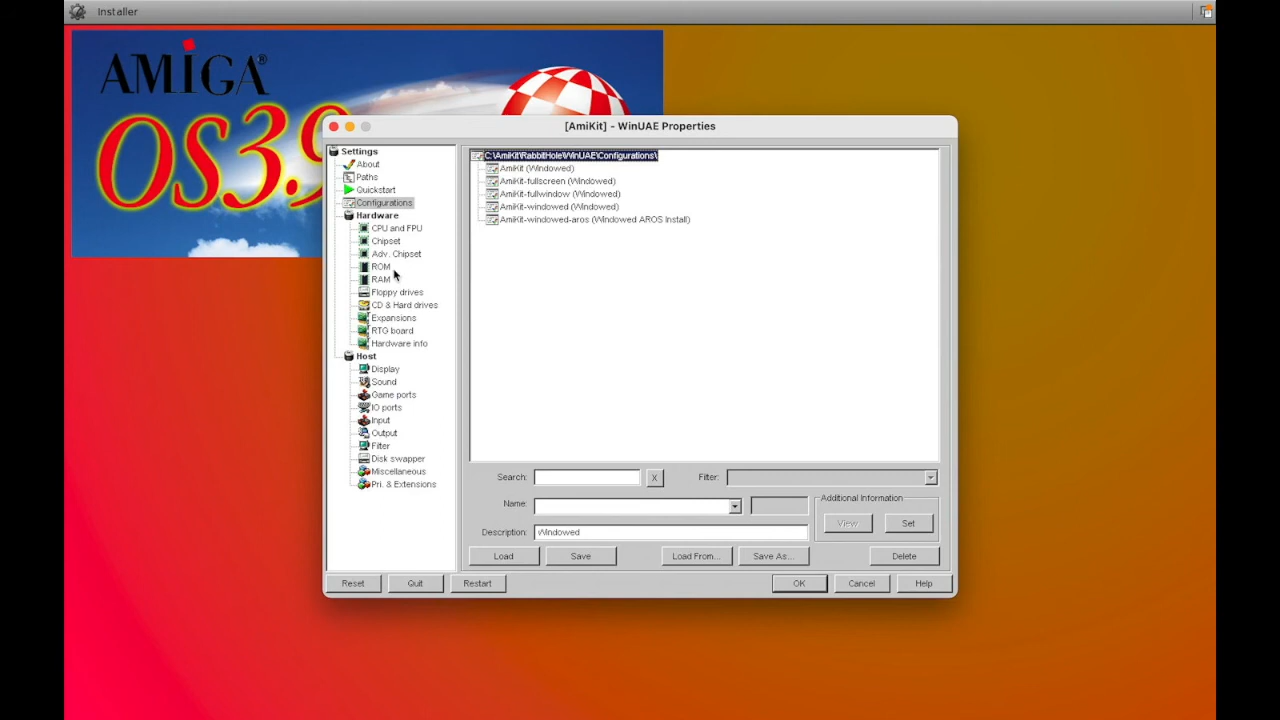 Installer
AMIGA®
OS3.9
[AmiKit] - WinUAE Properties
Settings
About
Paths
Quickstart
Configurations
Hardware
CPU and FPU
Chipset
Adv. Chipset
ROM
RAM
Floppy drives
CD & Hard drives
Expansions
RTG board
Hardware info
Host
Display
Sound
Game ports
IO ports
Input
Output
Filter
Disk swapper
Miscellaneous
Pri. & Extensions
C:\AmiKit\RabbitHole\WinUAE\Configurations\
AmiKit (Windowed)
AmiKit-fullscreen (Windowed)
AmiKit-fullwindow (Windowed)
AmiKit-windowed (Windowed)
AmiKit-windowed-aros (Windowed AROS Install)
Search: X Filter:
Name:
Additional Information
View Set
Description: Windowed
Load Save Load From... Save As... Delete
Reset Quit Restart OK Cancel Help